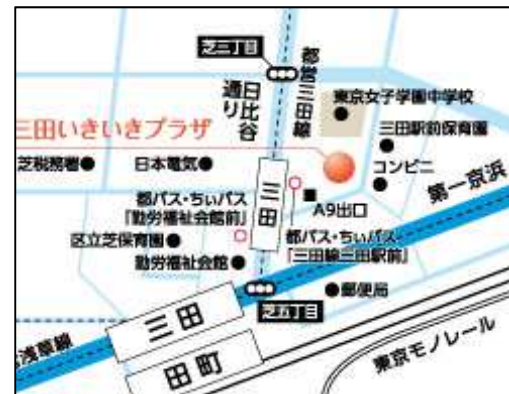 芝三丁目
都営三田線
日比谷通り
東京女子学園中学校
三田いきいきプラザ
三田駅前保育園
芝税務署
日本電気
コンビニ
三田
第一京浜
都バス・ちぃバス
「勤労福祉会館前」
A9出口
区立芝保育園
都バス・ちぃバス
「三田線三田駅前」
勤労福祉会館
郵便局
芝五丁目
三田
浅草線
田町
東京モノレール